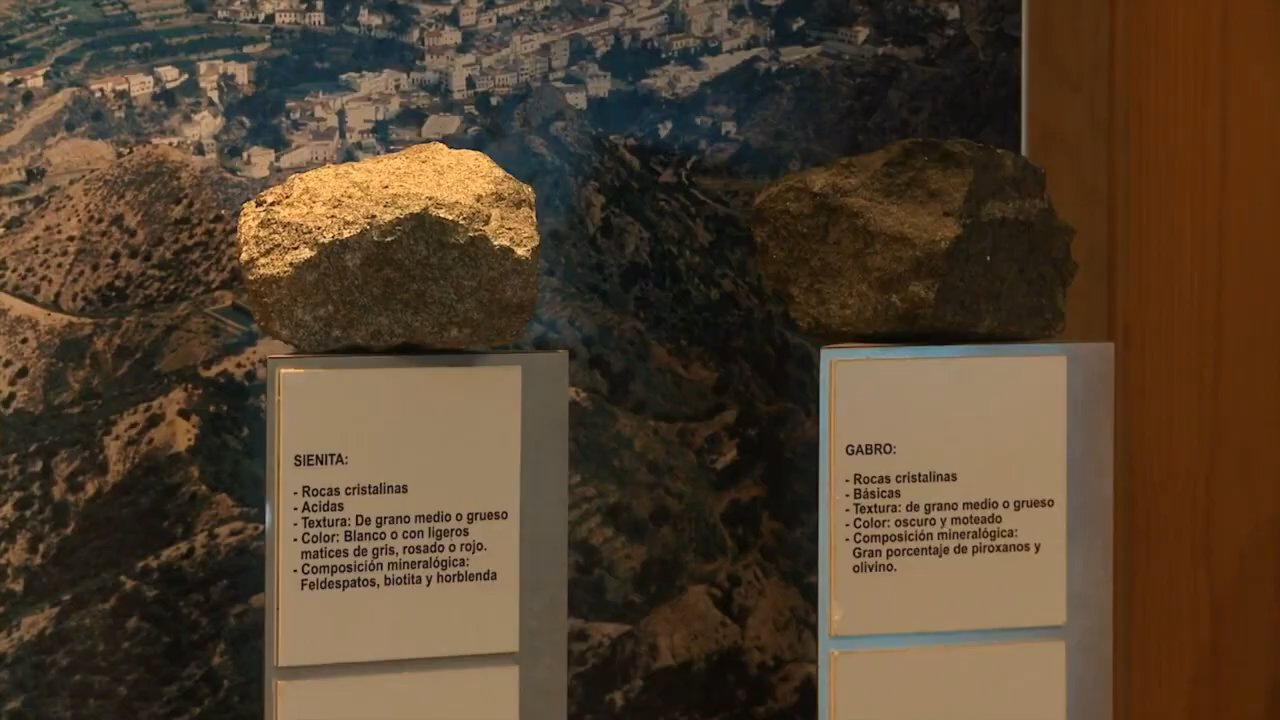 SIENITA:
- Rocas cristalinas
- Acidas
- Textura: De grano medio o grueso
- Color: Blanco o con ligeros
matices de gris, rosado o rojo.
- Composición mineralógica:
Feldespatos, biotita y horblenda
GABRO:
- Rocas cristalinas
- Básicas
- Textura: de grano medio o grueso
- Color: oscuro y moteado
- Composición mineralógica:
Gran porcentaje de piroxanos y
olivino.